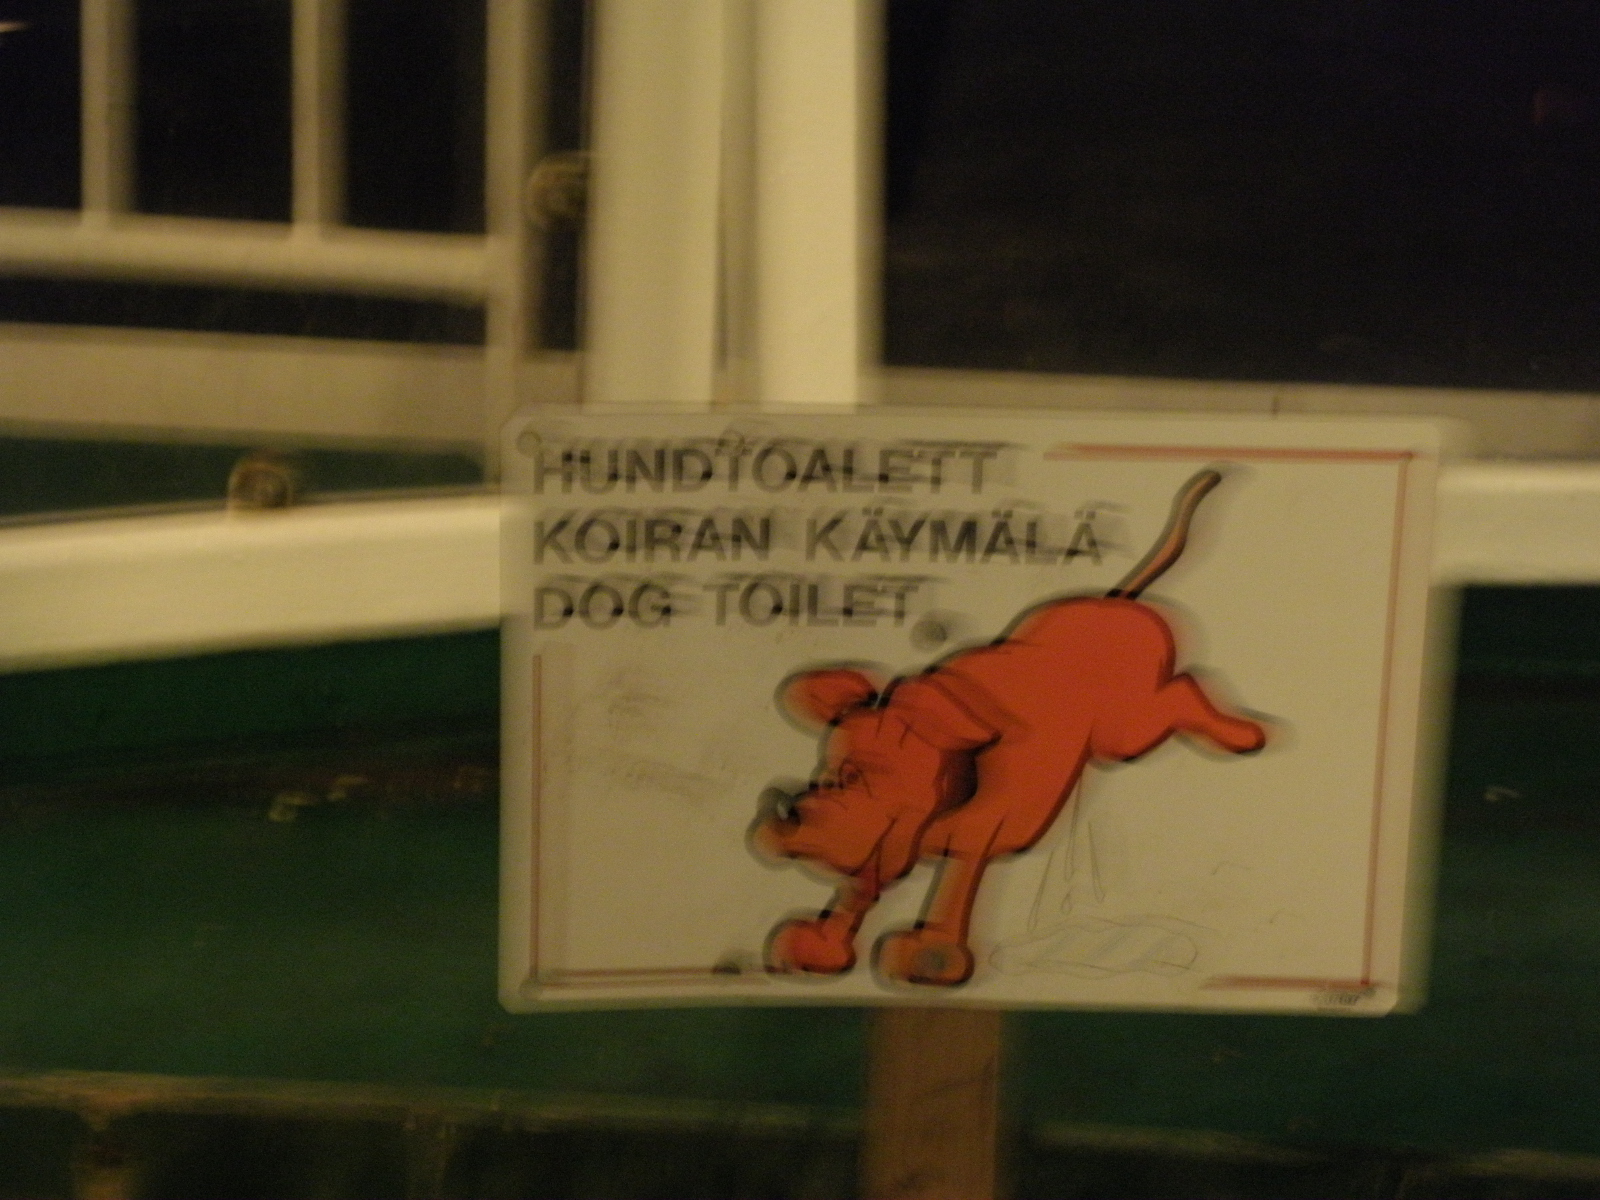 HUNDTOALETT
KOIRAN KÄYMÄLÄ
DOG TOILET